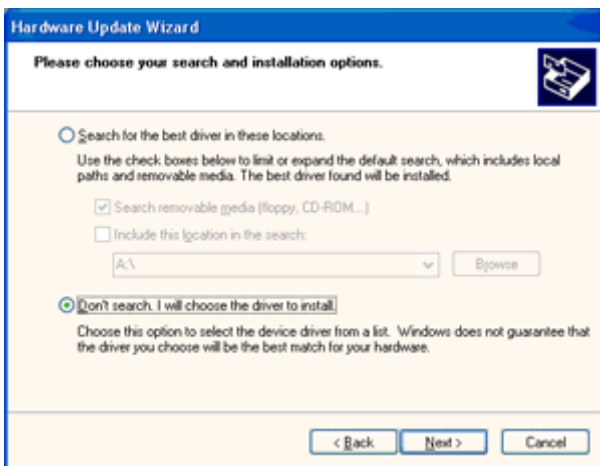 Hardware Update Wizard
Please choose your search and installation options.
Search for the best driver in these locations.
Use the check boxes below to limit or expand the default search, which includes local
paths and removable media. The best driver found will be installed.
Search removable media (floppy, CD-ROM...)
Include this location in the search:
A:\
Browse
Don't search. I will choose the driver to install.
Choose this option to select the device driver from a list. Windows does not guarantee that
the driver you choose will be the best match for your hardware.
< Back Next > Cancel